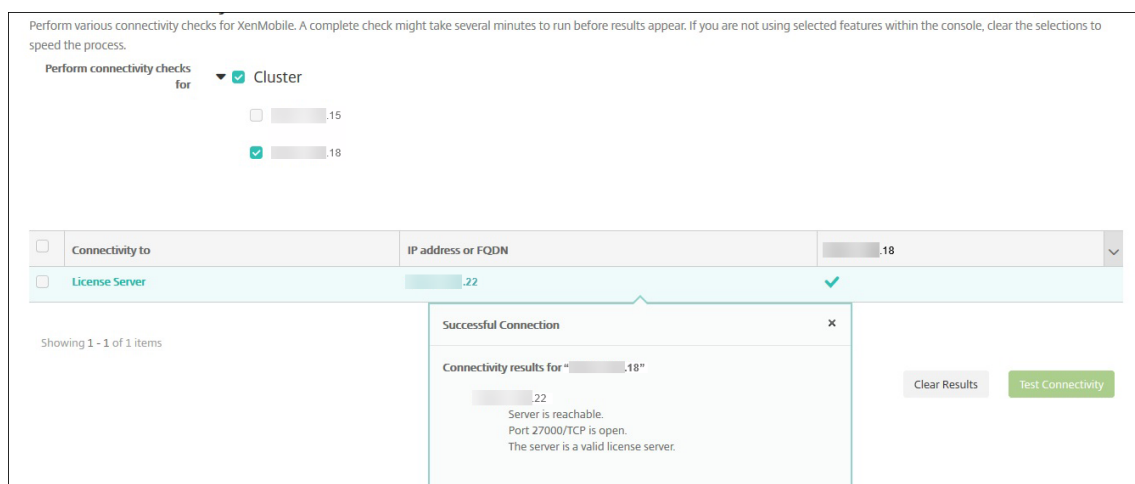 Perform various connectivity checks for XenMobile. A complete check might take several minutes to run before results appear. If you are not using selected features within the console, clear the selections to
speed the process.
Perform connectivity checks
for
Cluster
.15
.18
Connectivity to
IP address or FQDN
.18
License Server
.22
Successful Connection
×
Showing 1 - 1 of 1 items
Connectivity results for " .18"
Clear Results
Test Connectivity
.22
Server is reachable.
Port 27000/TCP is open.
The server is a valid license server.